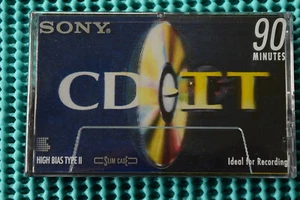 SONY®
90
MINUTES
CD-IT
HIGH BIAS TYPE II
SLIM CASE
Ideal for Recording